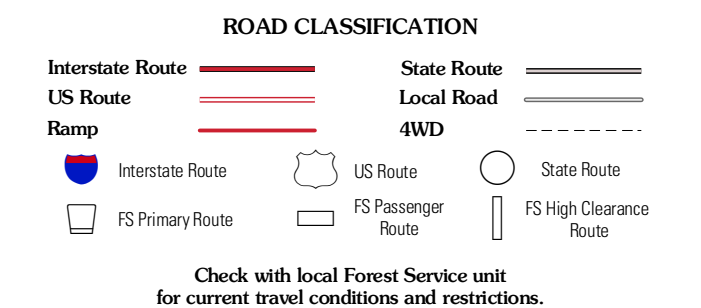 ROAD CLASSIFICATION
Interstate Route
State Route
US Route
Local Road
Ramp
4WD
Interstate Route
US Route
State Route
FS Primary Route
FS Passenger
Route
FS High Clearance
Route
Check with local Forest Service unit
for current travel conditions and restrictions.